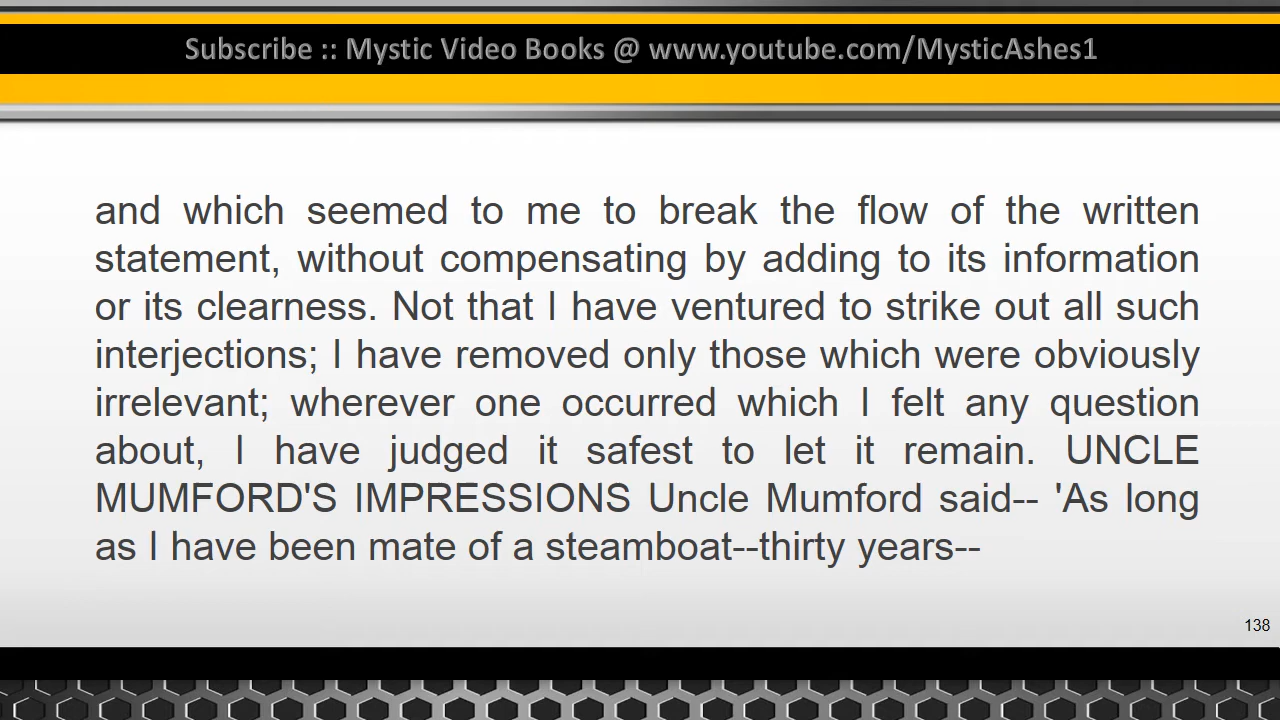 Subscribe :: Mystic Video Books @ www.youtube.com/MysticAshes1
and which seemed to me to break the flow of the written
statement, without compensating by adding to its information
or its clearness. Not that I have ventured to strike out all such
interjections; I have removed only those which were obviously
irrelevant; wherever one occurred which I felt any question
about, I have judged it safest to let it remain. UNCLE
MUMFORD'S IMPRESSIONS Uncle Mumford said-- 'As long
as I have been mate of a steamboat--thirty years--
138